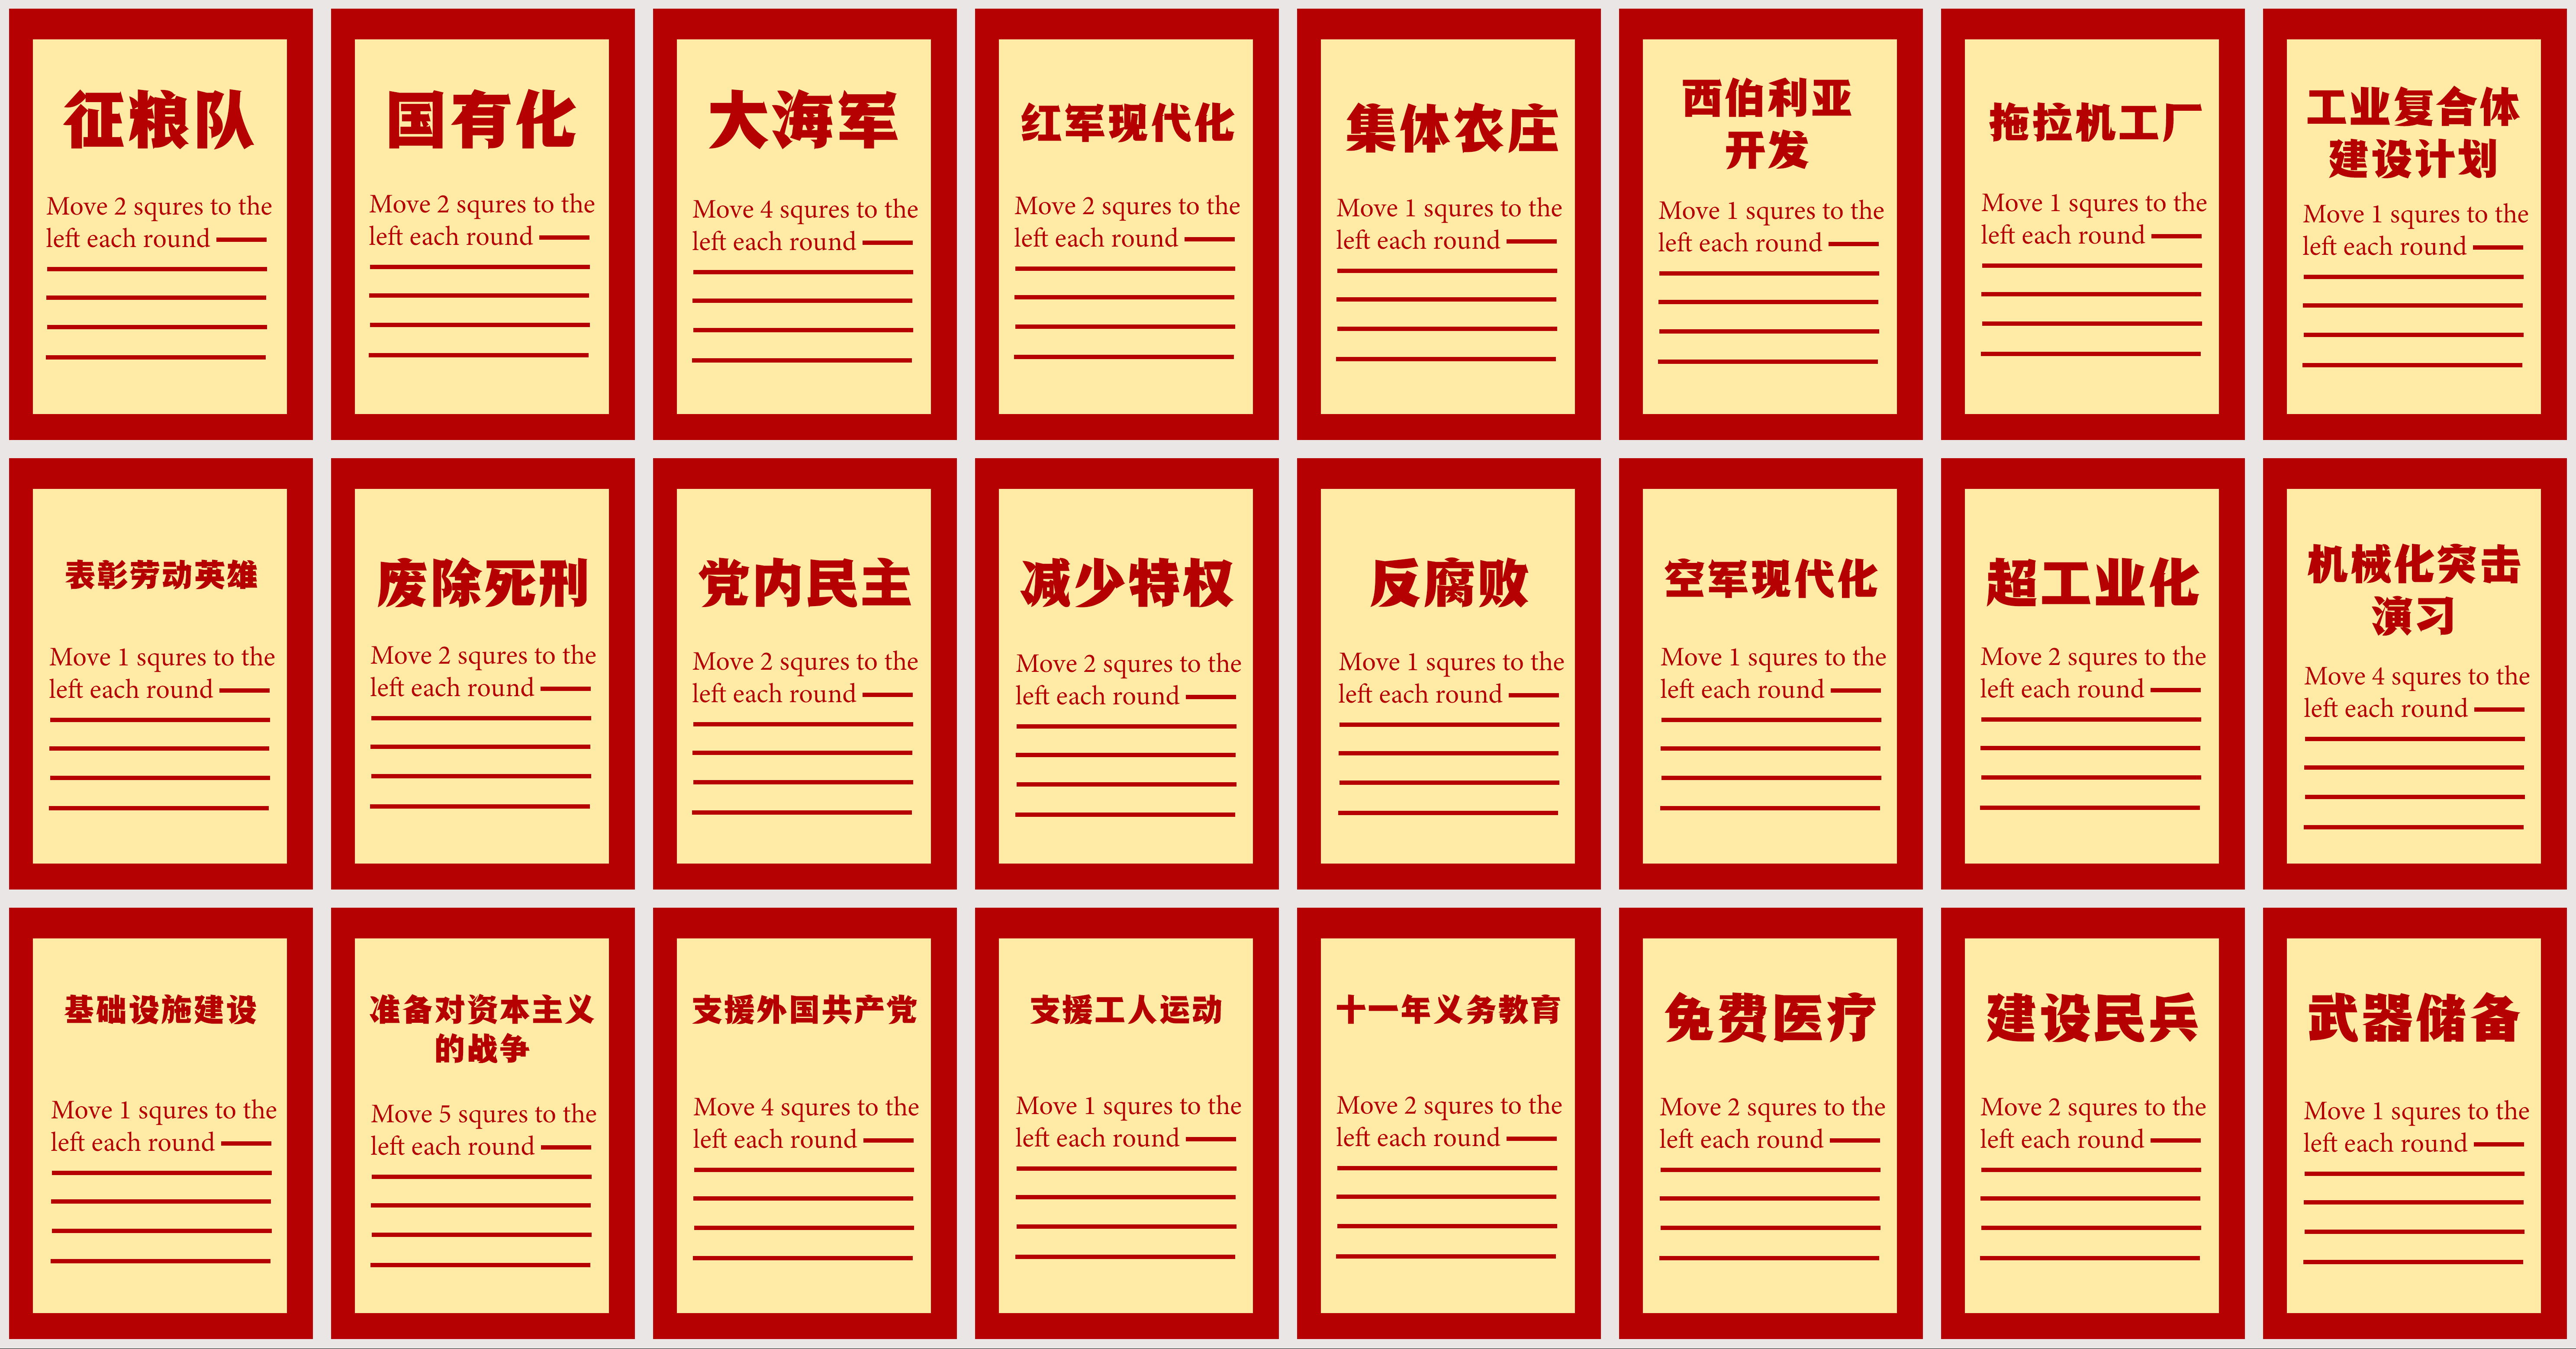 征粮队
Move 2 squres to the
left each round
国有化
Move 2 squres to the
left each round
大海军
Move 4 squres to the
left each round
红军现代化
Move 2 squres to the
left each round
集体农庄
Move 1 squres to the
left each round
西伯利亚
开发
Move 1 squres to the
left each round
拖拉机工厂
Move 1 squres to the
left each round
工业复合体
建设计划
Move 1 squres to the
left each round
表彰劳动英雄
Move 1 squres to the
left each round
废除死刑
Move 2 squres to the
left each round
党内民主
Move 2 squres to the
left each round
减少特权
Move 2 squres to the
left each round
反腐败
Move 1 squres to the
left each round
空军现代化
Move 1 squres to the
left each round
超工业化
Move 2 squres to the
left each round
机械化突击
演习
Move 4 squres to the
left each round
基础设施建设
Move 1 squres to the
left each round
准备对资本主义
的战争
Move 5 squres to the
left each round
支援外国共产党
Move 4 squres to the
left each round
支援工人运动
Move 1 squres to the
left each round
十一年义务教育
Move 2 squres to the
left each round
免费医疗
Move 2 squres to the
left each round
建设民兵
Move 2 squres to the
left each round
武器储备
Move 1 squres to the
left each round